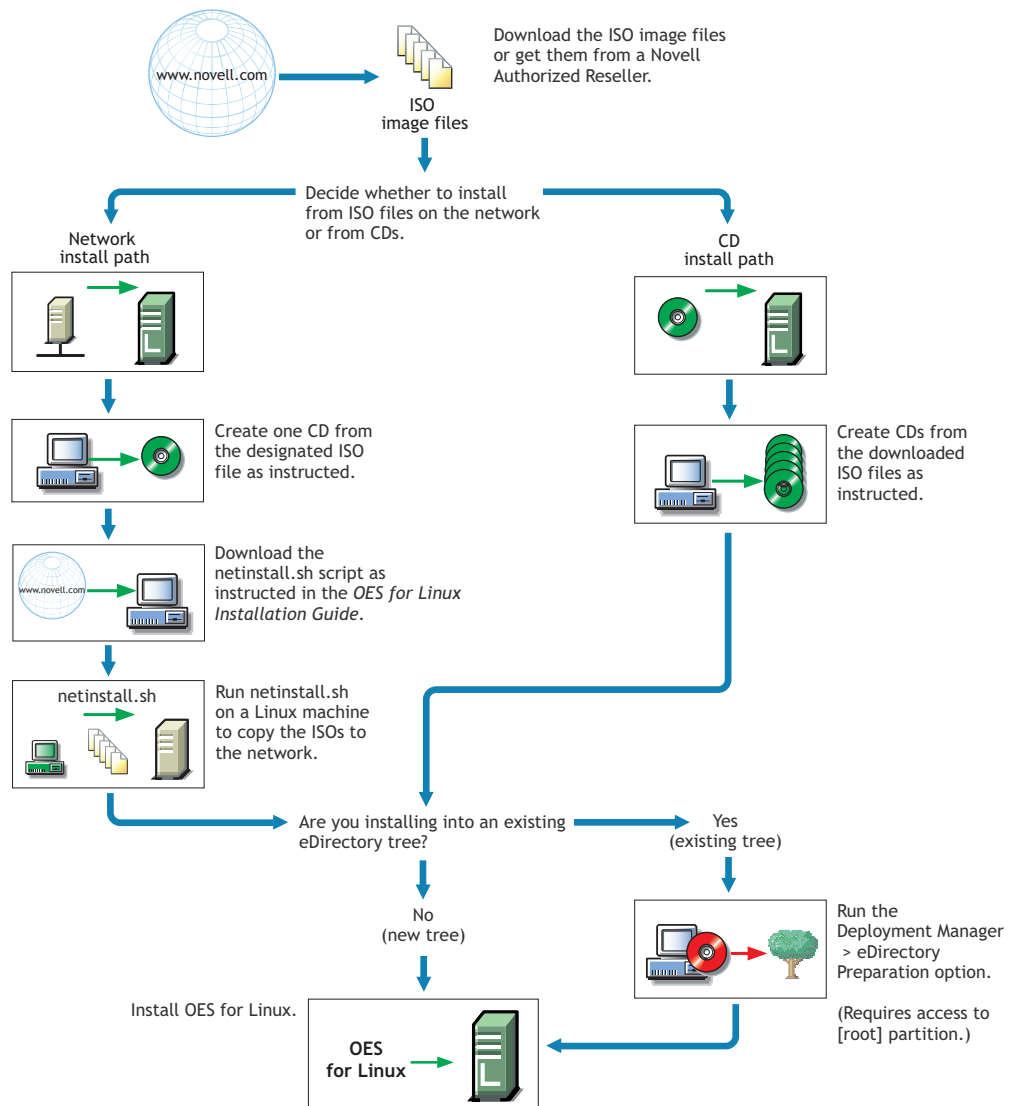 www.novell.com
Download the ISO image files
or get them from a Novell
Authorized Reseller.
ISO
image files
Decide whether to install
from ISO files on the network
or from CDs.
Network
install path
CD
install path
L
L
Create one CD from
the designated ISO
file as instructed.
Create CDs from
the downloaded
ISO files as
instructed.
www.novell.com
Download the
netinstall.sh script as
instructed in the OES for Linux
Installation Guide.
netinstall.sh
Run netinstall.sh
on a Linux machine
to copy the ISOs to
the network.
Are you installing into an existing
eDirectory tree?
Yes
(existing tree)
No
(new tree)
Run the
Deployment Manager
> eDirectory
Preparation option.
(Requires access to
[root] partition.)
Install OES for Linux.
OES
for Linux
L